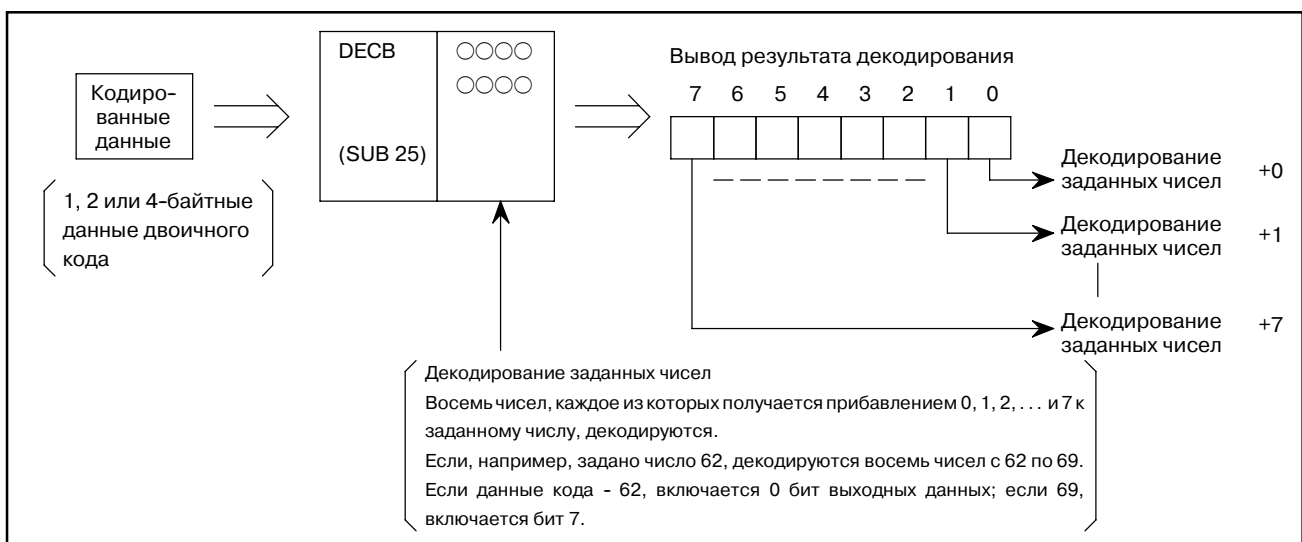 DECB
(SUB 25)
○○○○
○○○○
Кодиро-
ванные
данные
1, 2 или 4-байтные
данные двоичного
кода
Вывод результата декодирования
7 6 5 4 3 2 1 0
Декодирование
заданных чисел +0
Декодирование
заданных чисел +1
Декодирование
заданных чисел +7
Декодирование заданных чисел
Восемь чисел, каждое из которых получается прибавлением 0, 1, 2, . . . и 7 к
заданному числу, декодируются.
Если, например, задано число 62, декодируются восемь чисел с 62 по 69.
Если данные кода - 62, включается 0 бит выходных данных; если 69,
включается бит 7.